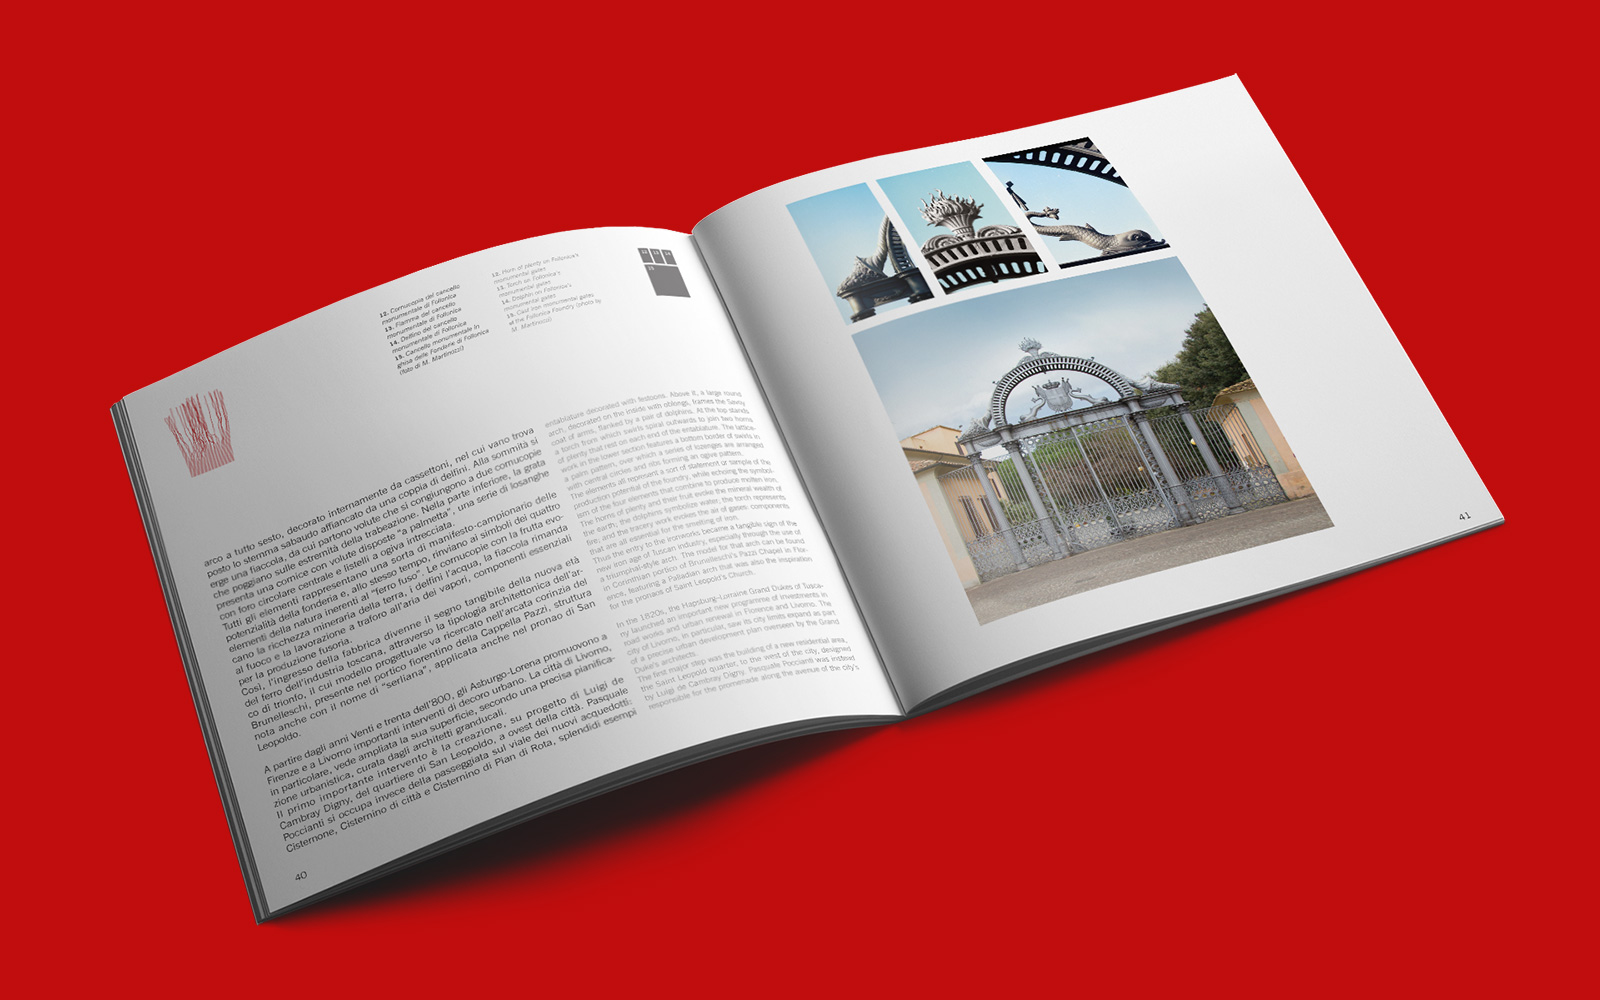 12. Cornucopia del cancello
monumentale di Follonica
13. Fiamma del cancello
monumentale di Follonica
14. Delfino del cancello
monumentale di Follonica
15. Cancello monumentale in
ghisa delle Fonderie di Follonica
(foto di M. Martinozzi)
12. Horn of plenty on Follonica's
monumental gates
13. Torch on Follonica's
monumental gates
14. Dolphin on Follonica's
monumental gates
15. Cast iron monumental gates
at the Follonica Foundry (photo by
M. Martinozzi)
12 13 14
15
arco a tutto sesto, decorato internamente da cassettoni, nel cui vano trova
posto lo stemma sabaudo affiancato da una coppia di delfini. Alla sommità si
erge una fiaccola, da cui partono volute che si congiungono a due cornucopie
che poggiano sulle estremità della trabeazione. Nella parte inferiore, la grata
presenta una cornice con volute disposte "a palmetta", una serie di losanghe
con foro circolare centrale e listelli a ogiva intrecciata.
Tutti gli elementi rappresentano una sorta di manifesto-campionario delle
potenzialità della fonderia e, allo stesso tempo, rinviano ai simboli dei quattro
elementi della natura inerenti al "ferro fuso". Le cornucopie con la frutta evo-
cano la ricchezza mineraria della terra, i delfini l'acqua, la fiaccola rimanda
al fuoco e la lavorazione a traforo all'aria dei vapori, componenti essenziali
per la produzione fusoria.
Così, l'ingresso della fabbrica divenne il segno tangibile della nuova età
del ferro dell'industria toscana, attraverso la tipologia architettonica dell'ar-
co di trionfo, il cui modello progettuale va ricercato nell'arcata corinzia del
Brunelleschi, presente nel portico fiorentino della Cappella Pazzi, struttura
nota anche con il nome di "serliana", applicata anche nel pronao di San
Leopoldo.
A partire dagli anni Venti e trenta dell'800, gli Asburgo-Lorena promuovono a
Firenze e a Livorno importanti interventi di decoro urbano. La città di Livorno,
in particolare, vede ampliata la sua superficie, secondo una precisa pianifica-
zione urbanistica, curata dagli architetti granducali.
Il primo importante intervento è la creazione, su progetto di Luigi de
Cambray Digny, del quartiere di San Leopoldo, a ovest della città. Pasquale
Poccianti si occupa invece della passeggiata sul viale dei nuovi acquedotti:
Cisternone, Cisternino di città e Cisternino di Pian di Rota, splendidi esempi
entablature decorated with festoons. Above it, a large round
arch, decorated on the inside with oblongs, frames the Savoy
coat of arms, flanked by a pair of dolphins. At the top stands
a torch from which swirls spiral outwards to join two horns
of plenty that rest on each end of the entablature. The lattice-
work in the lower section features a bottom border of swirls in
a palm pattern, over which a series of lozenges are arranged
with central circles and ribs forming an ogive pattern.
The elements all represent a sort of statement or sample of the
production potential of the foundry, while echoing the symbol-
ism of the four elements that combine to produce molten iron.
The horns of plenty and their fruit evoke the mineral wealth of
the earth; the dolphins symbolize water; the torch represents
fire; and the tracery work evokes the air of gases: components
that are all essential for the smelting of iron.
Thus the entry to the ironworks became a tangible sign of the
new iron age of Tuscan industry, especially through the use of
a triumphal-style arch. The model for that arch can be found
in Corinthian portico of Brunelleschi's Pazzi Chapel in Flor-
ence, featuring a Palladian arch that was also the inspiration
for the pronaos of Saint Leopold's Church.
In the 1820s, the Hapsburg-Lorraine Grand Dukes of Tusca-
ny launched an important new programme of investments in
road works and urban renewal in Florence and Livorno. The
city of Livorno, in particular, saw its city limits expand as part
of a precise urban development plan overseen by the Grand
Duke's architects.
The first major step was the building of a new residential area,
the Saint Leopold quarter, to the west of the city, designed
by Luigi de Cambray Digny. Pasquale Poccianti was instead
responsible for the promenade along the avenue of the city's
40
41